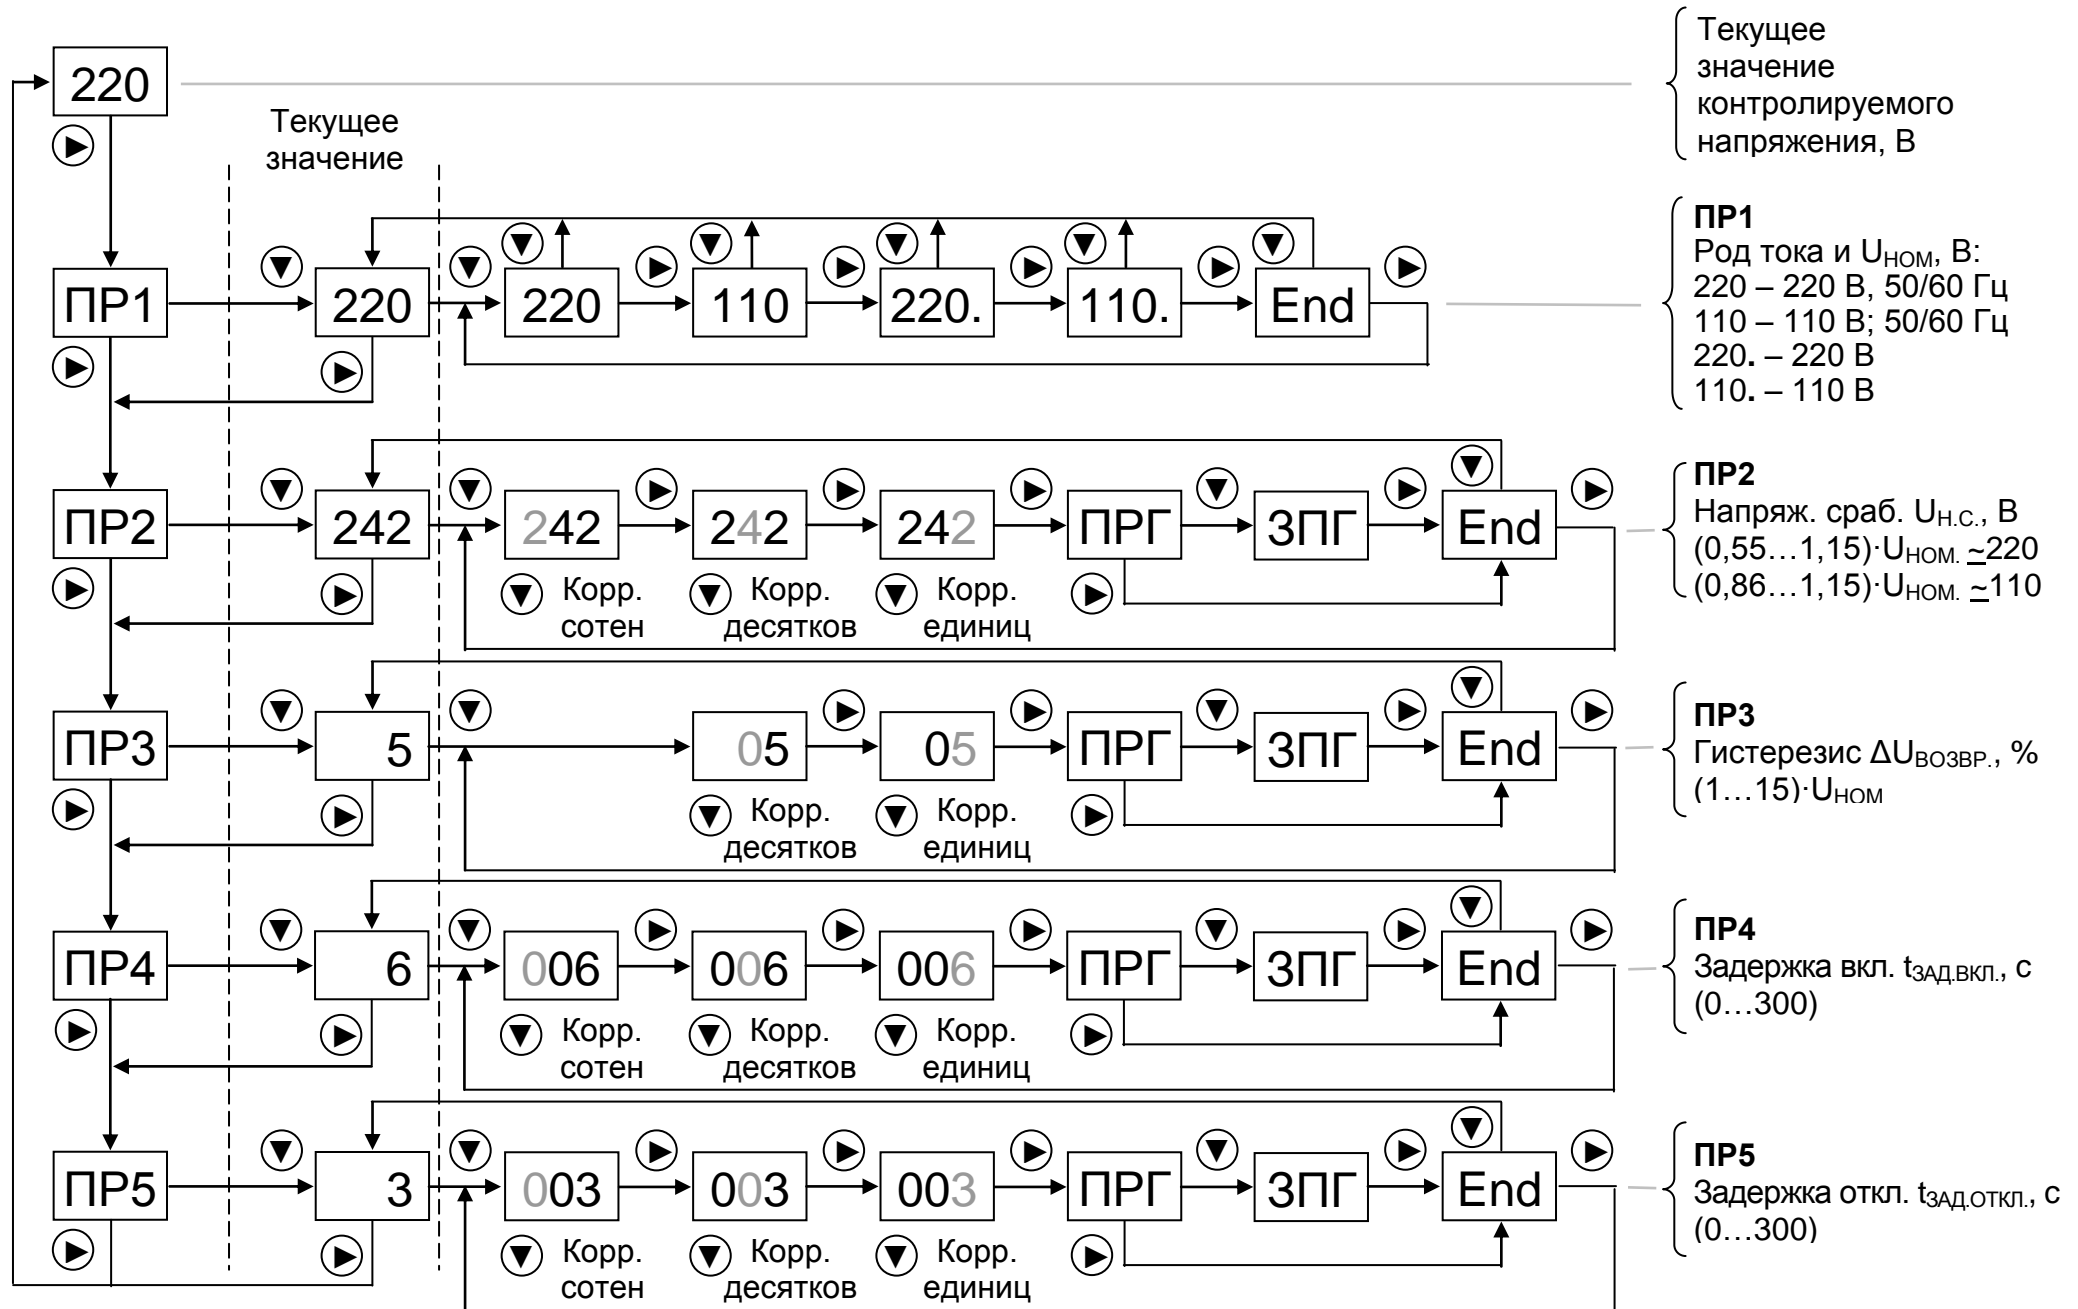 220
Текущее
значение
контролируемого
напряжения, В
Текущее
значение
ПР1
220
220
110
220.
110.
End
ПР1
Род тока и UНОМ, В:
220 – 220 В, 50/60 Гц
110 – 110 В; 50/60 Гц
220. – 220 В
110. – 110 В
ПР2
242
242
242
242
ПРГ
ЗПГ
End
Корр.
сотен
Корр.
десятков
Корр.
единиц
ПР2
Напряж. сраб. UН.С., В
(0,55…1,15)·UНОМ. ~220
(0,86…1,15)·UНОМ. ~110
ПР3
5
05
05
ПРГ
ЗПГ
End
Корр.
десятков
Корр.
единиц
ПР3
Гистерезис ΔUВОЗВР., %
(1…15)·UНОМ
ПР4
6
006
006
006
ПРГ
ЗПГ
End
Корр.
сотен
Корр.
десятков
Корр.
единиц
ПР4
Задержка вкл. tЗАД.ВКЛ., с
(0…300)
ПР5
3
003
003
003
ПРГ
ЗПГ
End
Корр.
сотен
Корр.
десятков
Корр.
единиц
ПР5
Задержка откл. tЗАД.ОТКЛ., с
(0…300)